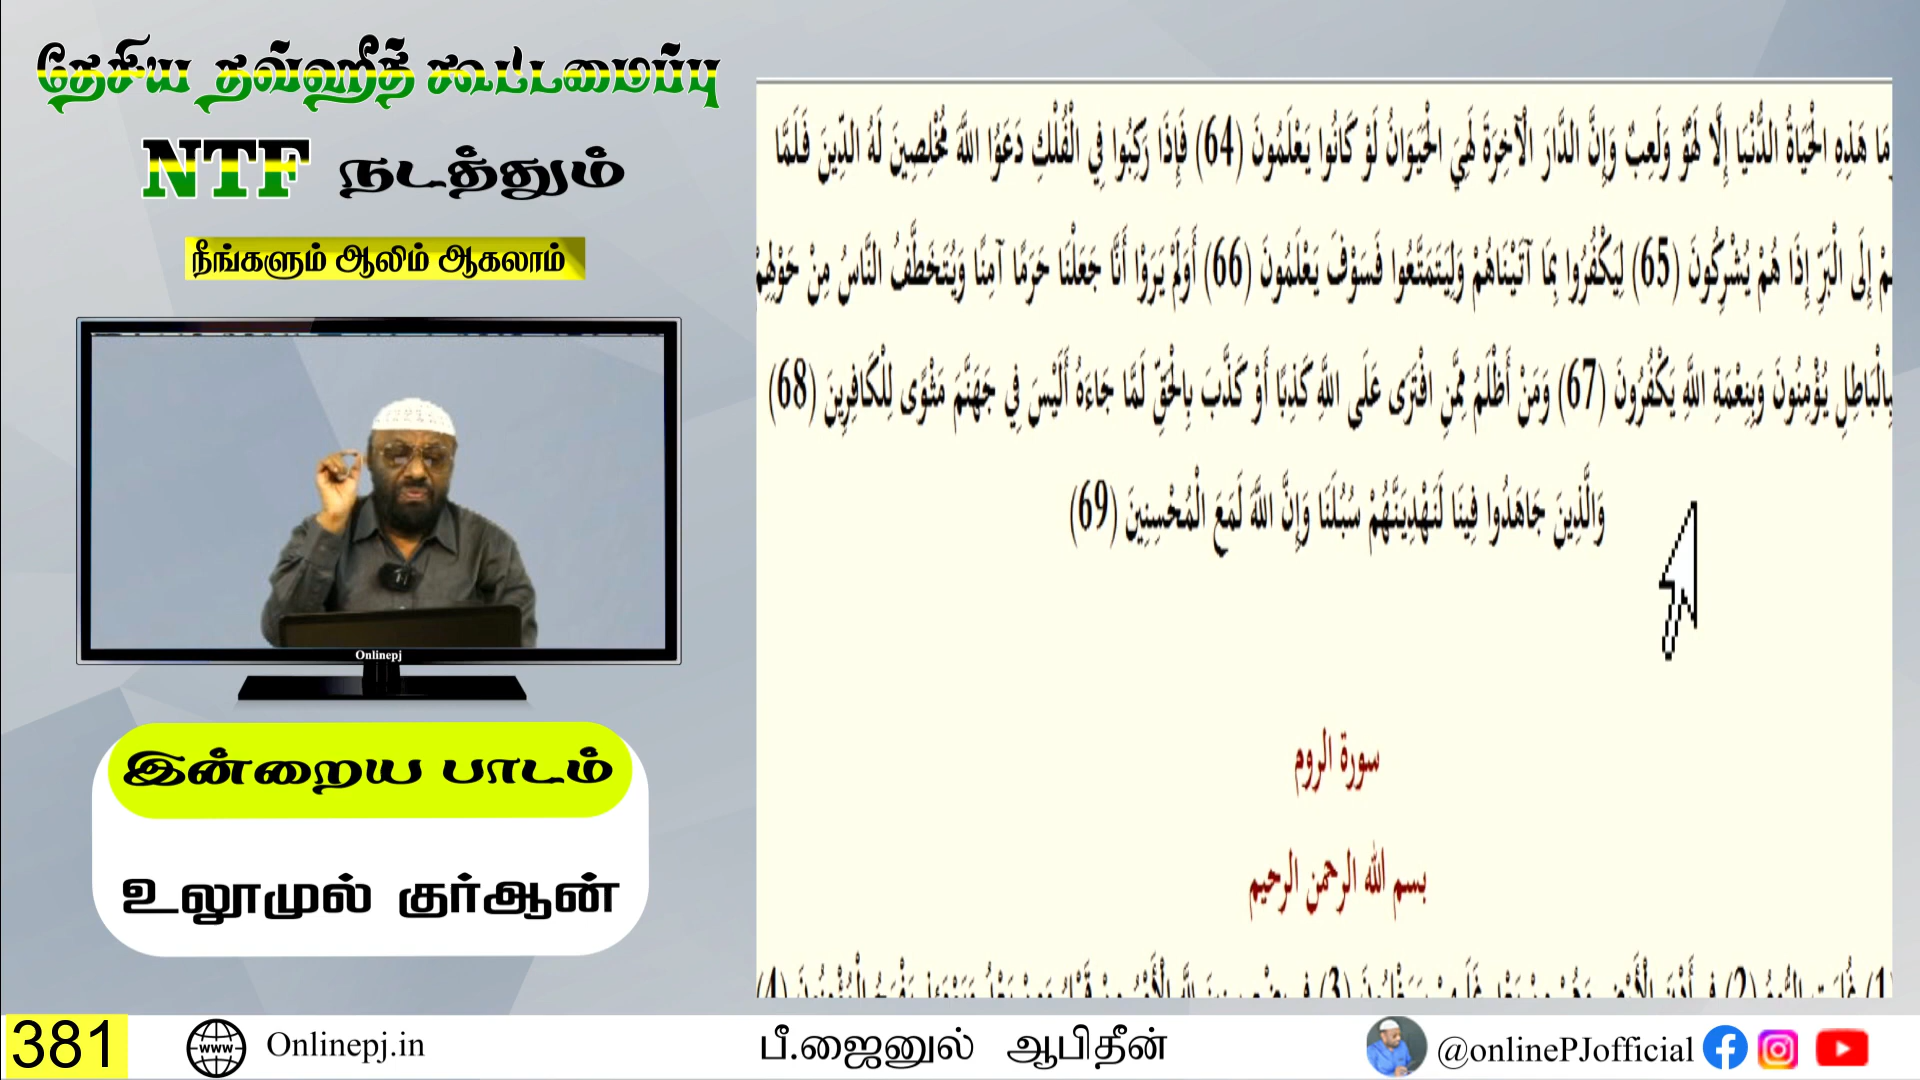 தேசிய தவ்ஹீத் கூட்டமைப்பு
NTF நடத்தும்
நீங்களும் ஆலிம் ஆகலாம்
Onlinepj
இன்றைய பாடம்
உலூமுல் குர்ஆன்
وَمَا هَذِهِ الْحَيَاةُ الدُّنْيَا إِلَّا لَهْوٌ وَلَعِبٌ وَإِنَّ الدَّارَ الْآخِرَةَ لَهِيَ الْحَيَوَانُ لَوْ كَانُوا يَعْلَمُونَ (64) فَإِذَا رَكِبُوا فِي الْفُلْكِ دَعَوُا اللَّهَ مُخْلِصِينَ لَهُ الدِّينَ فَلَمَّا
إِلَى الْبَرِّ إِذَا هُمْ يُشْرِكُونَ (65) لِيَكْفُرُوا بِمَا آتَيْنَاهُمْ وَلِيَتَمَتَّعُوا فَسَوْفَ يَعْلَمُونَ (66) أَوَلَمْ يَرَوْا أَنَّا جَعَلْنَا حَرَمًا آمِنًا وَيُتَخَطَّفُ النَّاسُ مِنْ حَوْلِهِمْ
بِالْبَاطِلِ يُؤْمِنُونَ وَبِنِعْمَةِ اللَّهِ يَكْفُرُونَ (67) وَمَنْ أَظْلَمُ مِمَّنِ افْتَرَى عَلَى اللَّهِ كَذِبًا أَوْ كَذَّبَ بِالْحَقِّ لَمَّا جَاءَهُ أَلَيْسَ فِي جَهَنَّمَ مَثْوًى لِلْكَافِرِينَ (68)
وَالَّذِينَ جَاهَدُوا فِينَا لَنَهْدِيَنَّهُمْ سُبُلَنَا وَإِنَّ اللَّهَ لَمَعَ الْمُحْسِنِينَ (69)
سورة الروم
بسم الله الرحمن الرحيم
381
www
Onlinepj.in
பீ.ஜைனுல் ஆபிதீன்
@onlinePJofficial